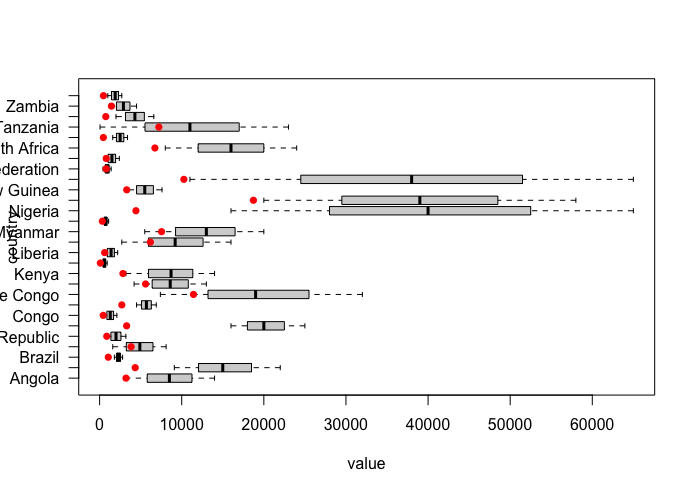 Zambia
Tanzania
th Africa
ederation
w Guinea
Nigeria
Myanmar
Liberia
Kenya
e Congo
Congo
Republic
Brazil
Angola
country
0 10000 20000 30000 40000 50000 60000
value